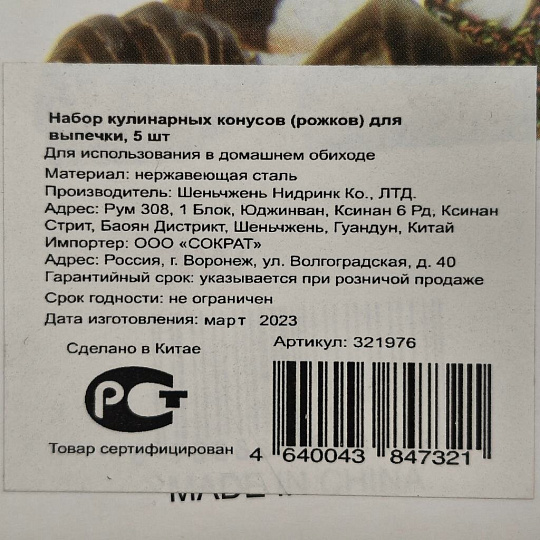 Набор кулинарных конусов (рожков) для
выпечки, 5 шт
Для использования в домашнем обиходе
Материал: нержавеющая сталь
Производитель: Шеньчжень Нидринк Ко., ЛТД.
Адрес: Рум 308, 1 Блок, Юджинван, Ксинан 6 Рд, Ксинан
Стрит, Баоян Дистрикт, Шеньчжень, Гуандун, Китай
Импортер: ООО «СОКРАТ»
Адрес: Россия, г. Воронеж, ул. Волгоградская, д. 40
Гарантийный срок: указывается при розничой продаже
Срок годности: не ограничен
Дата изготовления: март 2023
Сделано в Китае
Артикул: 321976
РСТ
Товар сертифицирован
4 640043 847321
MADE